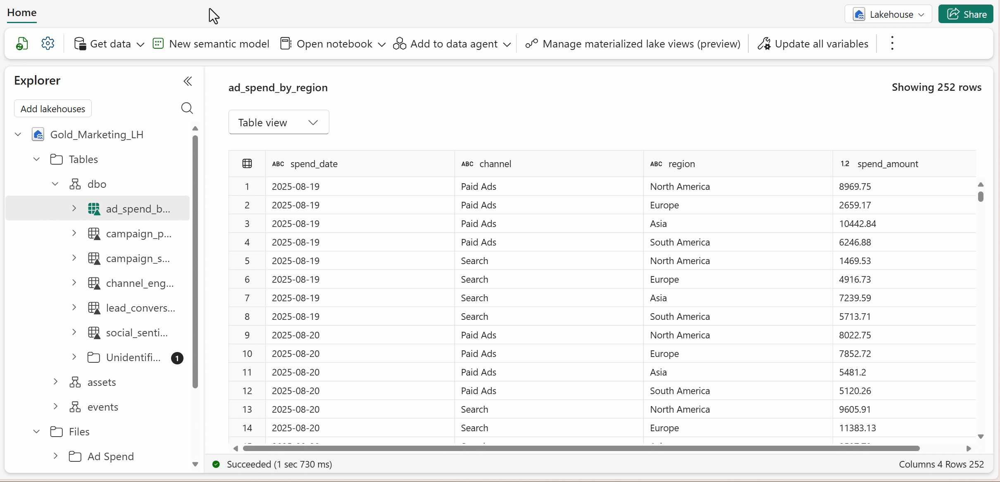 Home
Lakehouse
Share
Get data
New semantic model
Open notebook
Add to data agent
Manage materialized lake views (preview)
Update all variables
Explorer
Add lakehouses
Gold_Marketing_LH
Tables
dbo
ad_spend_b...
campaign_p...
campaign_s...
channel_eng...
lead_convers...
social_senti...
Unidentifi... 1
assets
events
Files
Ad Spend
ad_spend_by_region
Showing 252 rows
Table view
ABC spend_date ABC channel ABC region 1.2 spend_amount
1 2025-08-19 Paid Ads North America 8969.75
2 2025-08-19 Paid Ads Europe 2659.17
3 2025-08-19 Paid Ads Asia 10442.84
4 2025-08-19 Paid Ads South America 6246.88
5 2025-08-19 Search North America 1469.53
6 2025-08-19 Search Europe 4916.73
7 2025-08-19 Search Asia 7239.59
8 2025-08-19 Search South America 5713.71
9 2025-08-20 Paid Ads North America 8022.75
10 2025-08-20 Paid Ads Europe 7852.72
11 2025-08-20 Paid Ads Asia 5481.2
12 2025-08-20 Paid Ads South America 5120.26
13 2025-08-20 Search North America 9605.91
14 2025-08-20 Search Europe 11383.13
Succeeded (1 sec 730 ms)
Columns 4 Rows 252